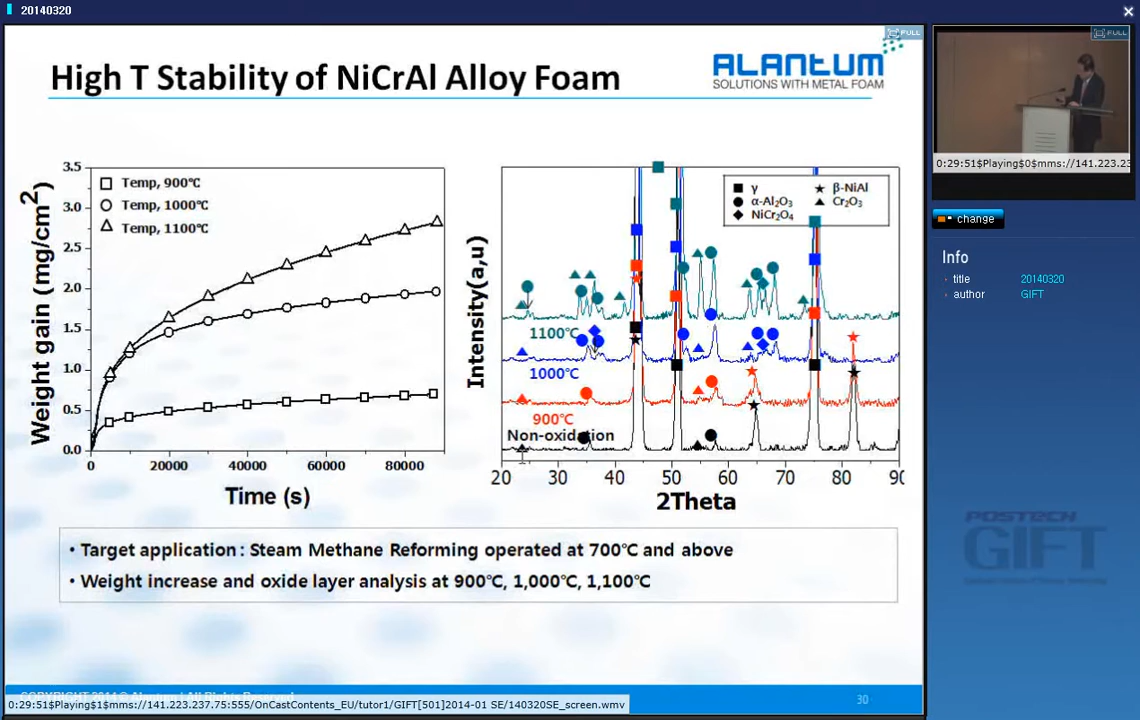 20140320
FULL
High T Stability of NiCrAl Alloy Foam
ALANTUM
SOLUTIONS WITH METAL FOAM
FULL
0:29:51$Playing$0$mms://141.223.23
change
Info
title 20140320
author GIFT
3.5
3.0
2.5
2.0
1.5
1.0
0.5
0.0
Weight gain (mg/cm²)
Temp, 900℃
Temp, 1000℃
Temp, 1100℃
0 20000 40000 60000 80000
Time (s)
Intensity(a,u)
γ
β-NiAl
α-Al₂O₃
Cr₂O₃
NiCr₂O₄
1100℃
1000℃
900℃
Non-oxidation
20 30 40 50 60 70 80 90
2Theta
• Target application : Steam Methane Reforming operated at 700℃ and above
• Weight increase and oxide layer analysis at 900℃, 1,000℃, 1,100℃
POSTECH
GIFT
COPYRIGHT 2014 © Alantum | All Rights Reserved
30
0:29:51$Playing$1$mms://141.223.237.75:555/OnCastContents_EU/tutor1/GIFT[501]2014-01 SE/140320SE_screen.wmv